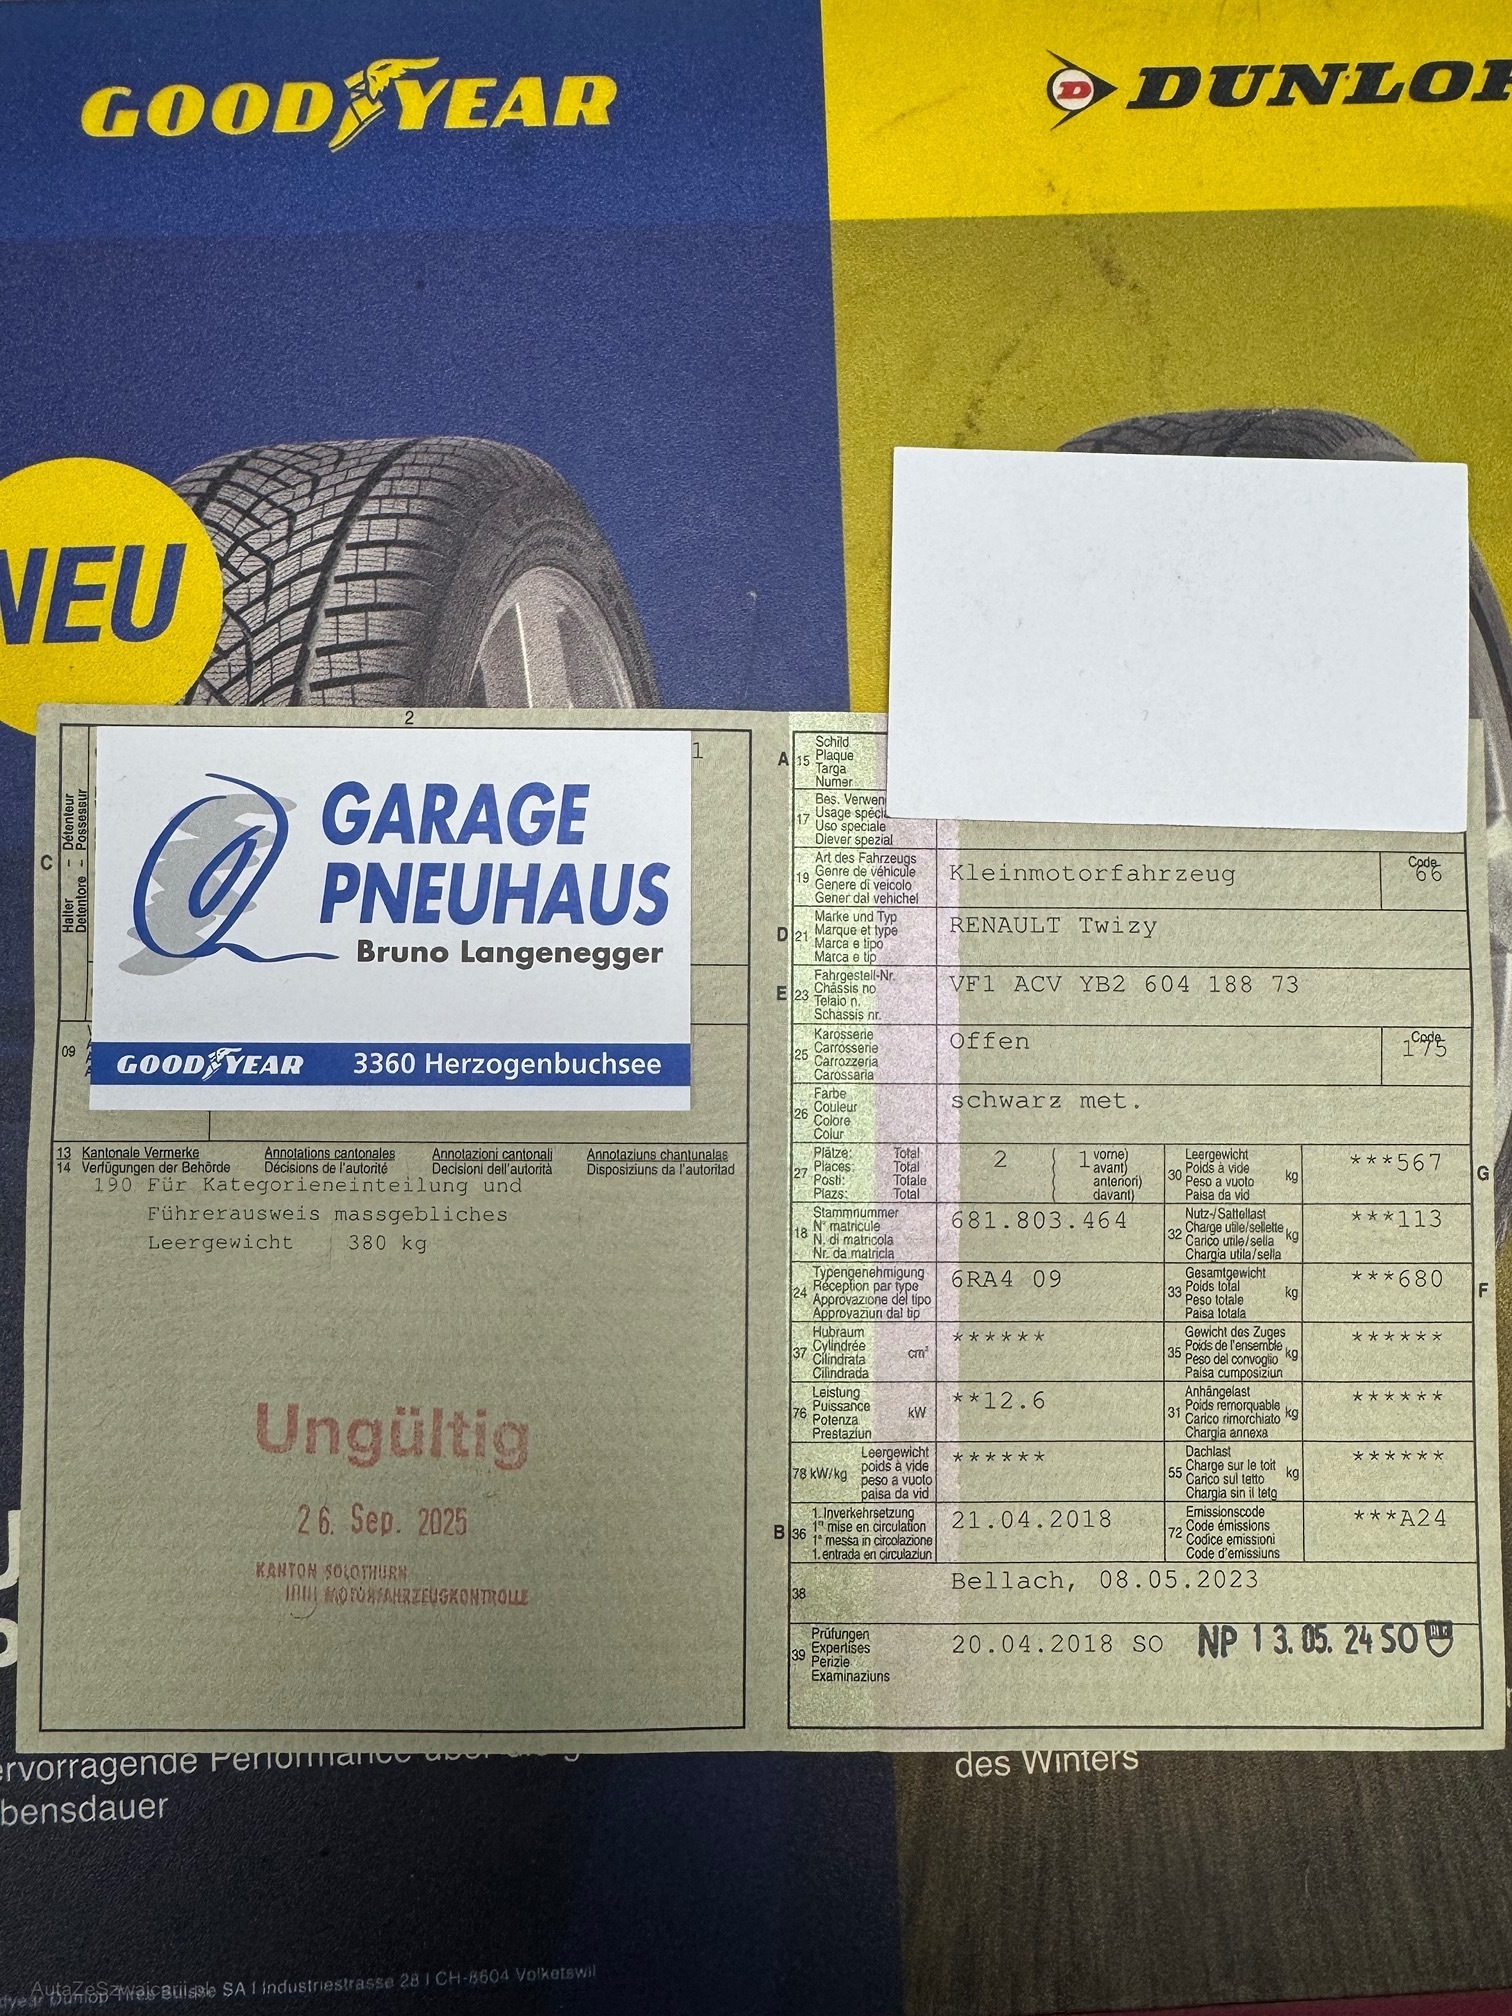 GOODYEAR
DUNLOP
NEU
2
1
GARAGE
PNEUHAUS
Bruno Langenegger
GOODYEAR 3360 Herzogenbuchsee
C
Halter – Détenteur
Detentore – Possessur
09
13 Kantonale Vermerke Annotations cantonales Annotazioni cantonali Annotaziuns chantunalas
14 Verfügungen der Behörde Décisions de l'autorité Decisioni dell'autorità Disposiziuns da l'autoritad
190 Für Kategorieneinteilung und
Führerausweis massgebliches
Leergewicht 380 kg
Ungültig
26. Sep. 2025
KANTON SOLOTHURN
MOTORFAHRZEUGKONTROLLE
A 15 Schild
Plaque
Targa
Numer
17 Bes. Verwen
Usage spéci
Uso speciale
Diever spezial
19 Art des Fahrzeugs
Genre de véhicule
Genere di veicolo
Gener dal vehichel
Kleinmotorfahrzeug
Code
66
D 21 Marke und Typ
Marque et type
Marca e tipo
Marca e tip
RENAULT Twizy
E 23 Fahrgestell-Nr.
Châssis no
Telaio n.
Schassis nr.
VF1 ACV YB2 604 188 73
25 Karosserie
Carrosserie
Carrozzeria
Carossaria
Offen
Code
175
26 Farbe
Couleur
Colore
Colur
schwarz met.
27 Plätze: Total
Places: Total
Posti: Totale
Plazs: Total
2
1 vorne)
avant)
anteriori)
davant)
30 Leergewicht
Poids à vide kg
Peso a vuoto
Paisa da vid
***567
G
18 Stammnummer
N° matricule
N. di matricola
Nr. da matricla
681.803.464
32 Nutz-/Sattellast
Charge utile/sellette kg
Carico utile/sella
Chargia utila/sella
***113
24 Typengenehmigung
Réception par type
Approvazione del tipo
Approvaziun dal tip
6RA4 09
33 Gesamtgewicht
Poids total kg
Peso totale
Paisa totala
***680
F
37 Hubraum
Cylindrée cm³
Cilindrata
Cilindrada
******
35 Gewicht des Zuges
Poids de l'ensemble kg
Peso del convoglio
Paisa cumposiziun
******
76 Leistung
Puissance kW
Potenza
Prestaziun
**12.6
31 Anhängelast
Poids remorquable kg
Carico rimorchiato
Chargia annexa
******
78 kW/kg Leergewicht
poids à vide
peso a vuoto
paisa da vid
******
55 Dachlast
Charge sur le toit kg
Carico sul tetto
Chargia sin il tetg
******
B 36 1. Inverkehrsetzung
1re mise en circulation
1a messa in circolazione
1. entrada en circulaziun
21.04.2018
72 Emissionscode
Code émissions
Codice emissioni
Code d'emissiuns
***A24
38 Bellach, 08.05.2023
39 Prüfungen
Expertises
Perizie
Examinaziuns
20.04.2018 SO NP 13.05.24 SO
des Winters
bensdauer
AutaZeSzwajcarii.pl
SA | Industriestrasse 28 | CH-8604 Volketswil